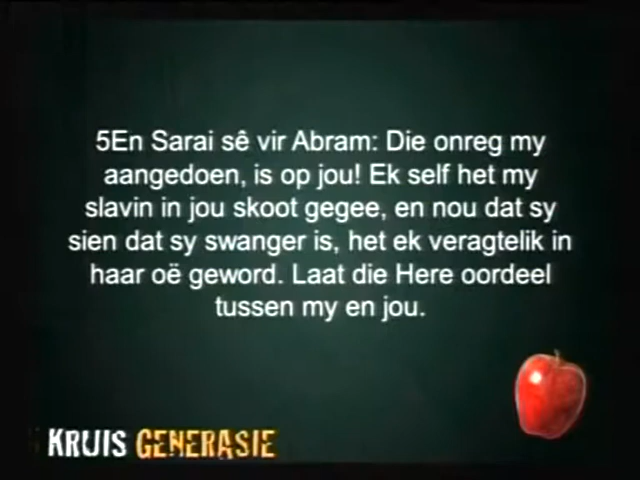 5En Sarai sê vir Abram: Die onreg my
aangedoen, is op jou! Ek self het my
slavin in jou skoot gegee, en nou dat sy
sien dat sy swanger is, het ek veragtelik in
haar oë geword. Laat die Here oordeel
tussen my en jou.
KRUIS GENERASIE